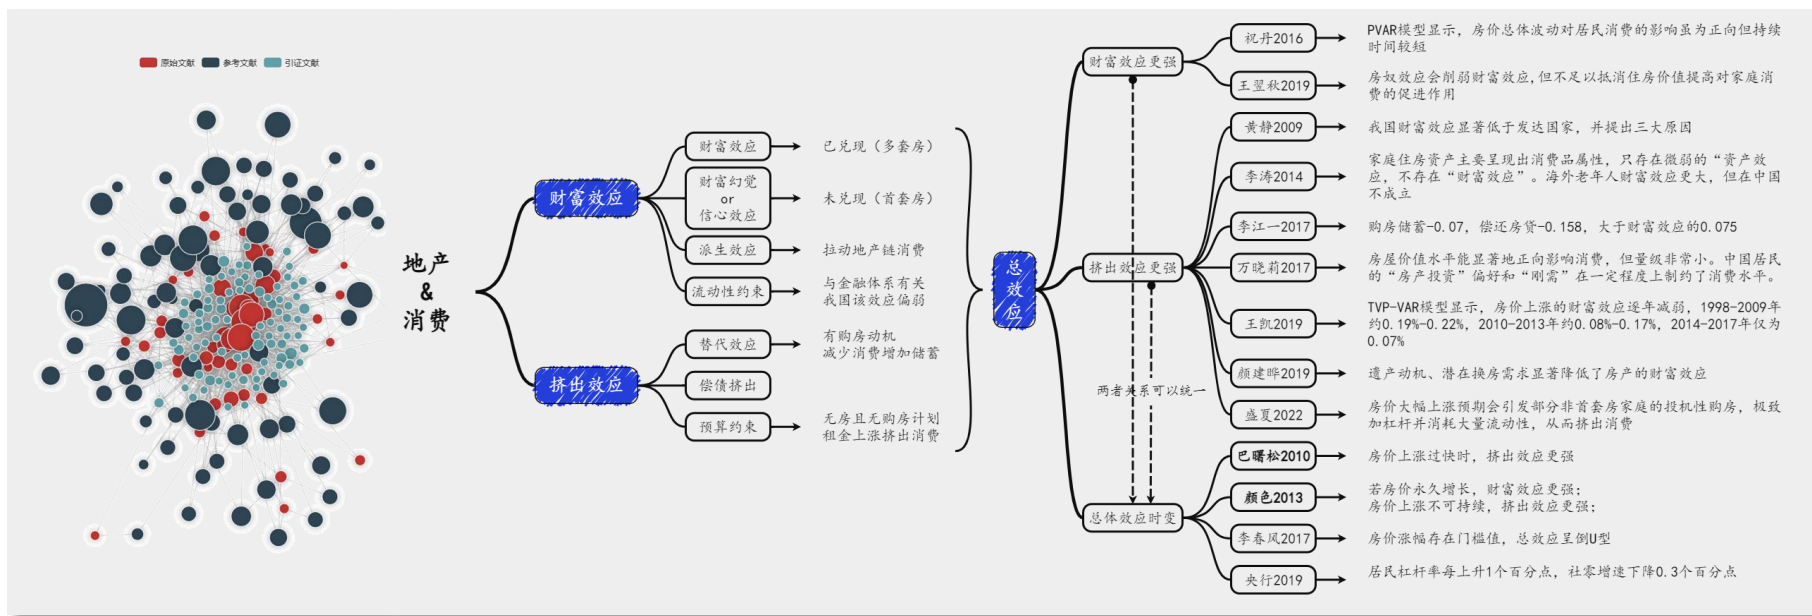 原始文献 参考文献 引证文献
地产
&
消费
财富效应
财富效应
已兑现（多套房）
财富幻觉
or
信心效应
未兑现（首套房）
派生效应
拉动地产链消费
流动性约束
与金融体系有关
我国该效应偏弱
挤出效应
替代效应
有购房动机
减少消费增加储蓄
偿债挤出
预算约束
无房且无购房计划
租金上涨挤出消费
总
效
应
财富效应更强
祝丹2016
PVAR模型显示，房价总体波动对居民消费的影响虽为正向但持续
时间较短
王翌秋2019
房奴效应会削弱财富效应,但不足以抵消住房价值提高对家庭消
费的促进作用
挤出效应更强
黄静2009
我国财富效应显著低于发达国家，并提出三大原因
李涛2014
家庭住房资产主要呈现出消费品属性，只存在微弱的“资产效
应，不存在“财富效应”。海外老年人财富效应更大，但在中国
不成立
李江一2017
购房储蓄-0.07，偿还房贷-0.158，大于财富效应的0.075
万晓莉2017
房屋价值水平能显著地正向影响消费，但量级非常小。中国居民
的“房产投资”偏好和“刚需”在一定程度上制约了消费水平。
王凯2019
TVP-VAR模型显示，房价上涨的财富效应逐年减弱，1998-2009年
约0.19%-0.22%，2010-2013年约0.08%-0.17%，2014-2017年仅为
0.07%
颜建晔2019
遗产动机、潜在换房需求显著降低了房产的财富效应
盛夏2022
房价大幅上涨预期会引发部分非首套房家庭的投机性购房，极致
加杠杆并消耗大量流动性，从而挤出消费
两者关系可以统一
总体效应时变
巴曙松2010
房价上涨过快时，挤出效应更强
颜色2013
若房价永久增长，财富效应更强；
房价上涨不可持续，挤出效应更强；
李春风2017
房价涨幅存在门槛值，总效应呈倒U型
央行2019
居民杠杆率每上升1个百分点，社零增速下降0.3个百分点